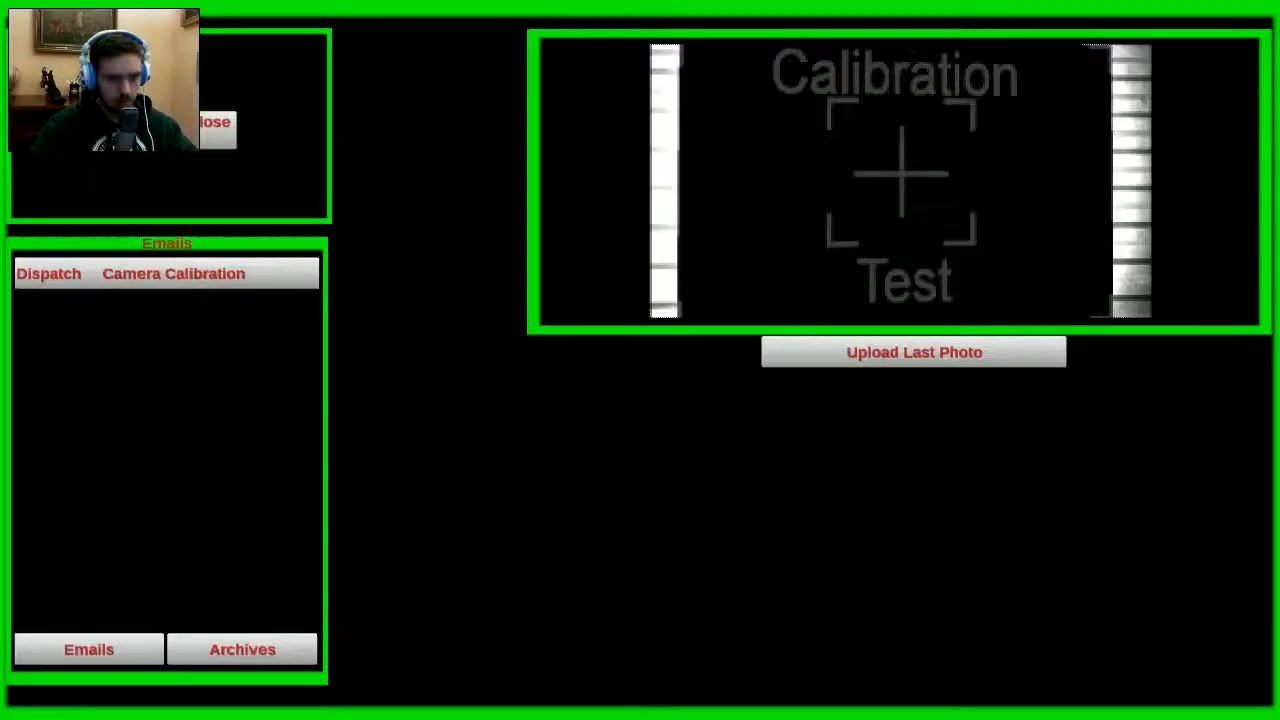 lose
Emails
Dispatch Camera Calibration
Emails Archives
Calibration
Test
Upload Last Photo